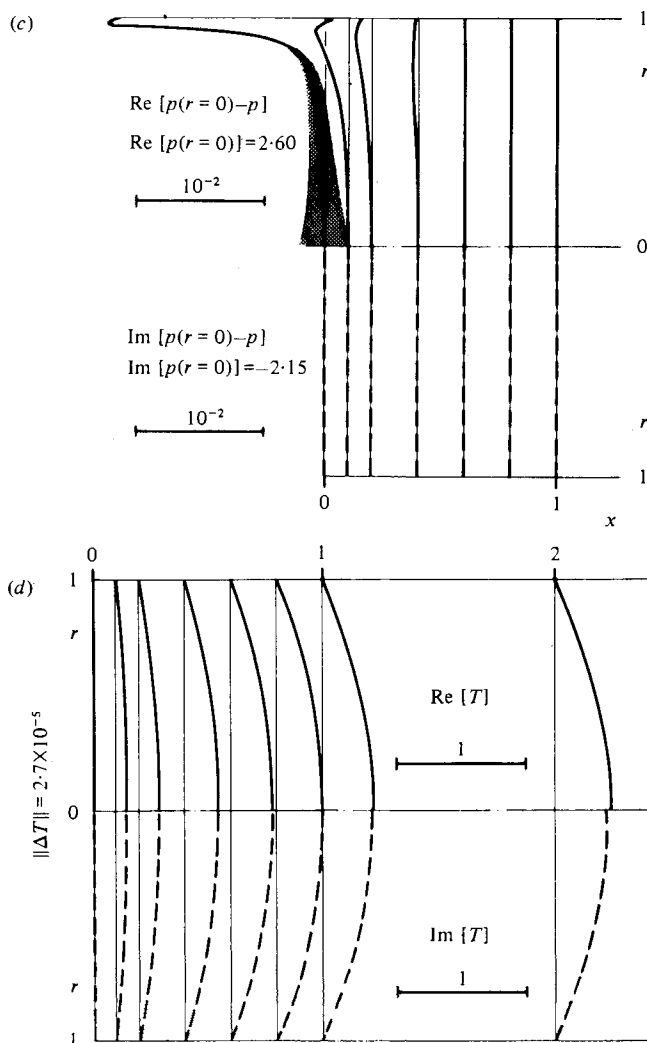 (c)
1
r
Re [p(r = 0)–p]
Re [p(r = 0)] = 2·60
10⁻²
0
Im [p(r = 0)–p]
Im [p(r = 0)] = –2·15
10⁻²
r
1
0 1
x
0 1 2
(d)
1
r
Re [T]
1
||ΔT|| = 2·7×10⁻⁵
0
Im [T]
1
r
1